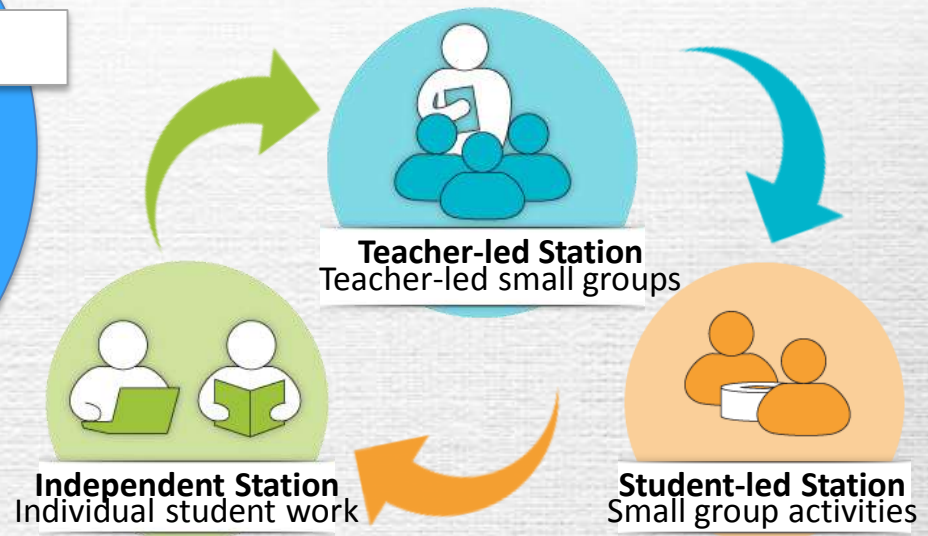 Teacher-led Station
Teacher-led small groups
Independent Station
Individual student work
Student-led Station
Small group activities